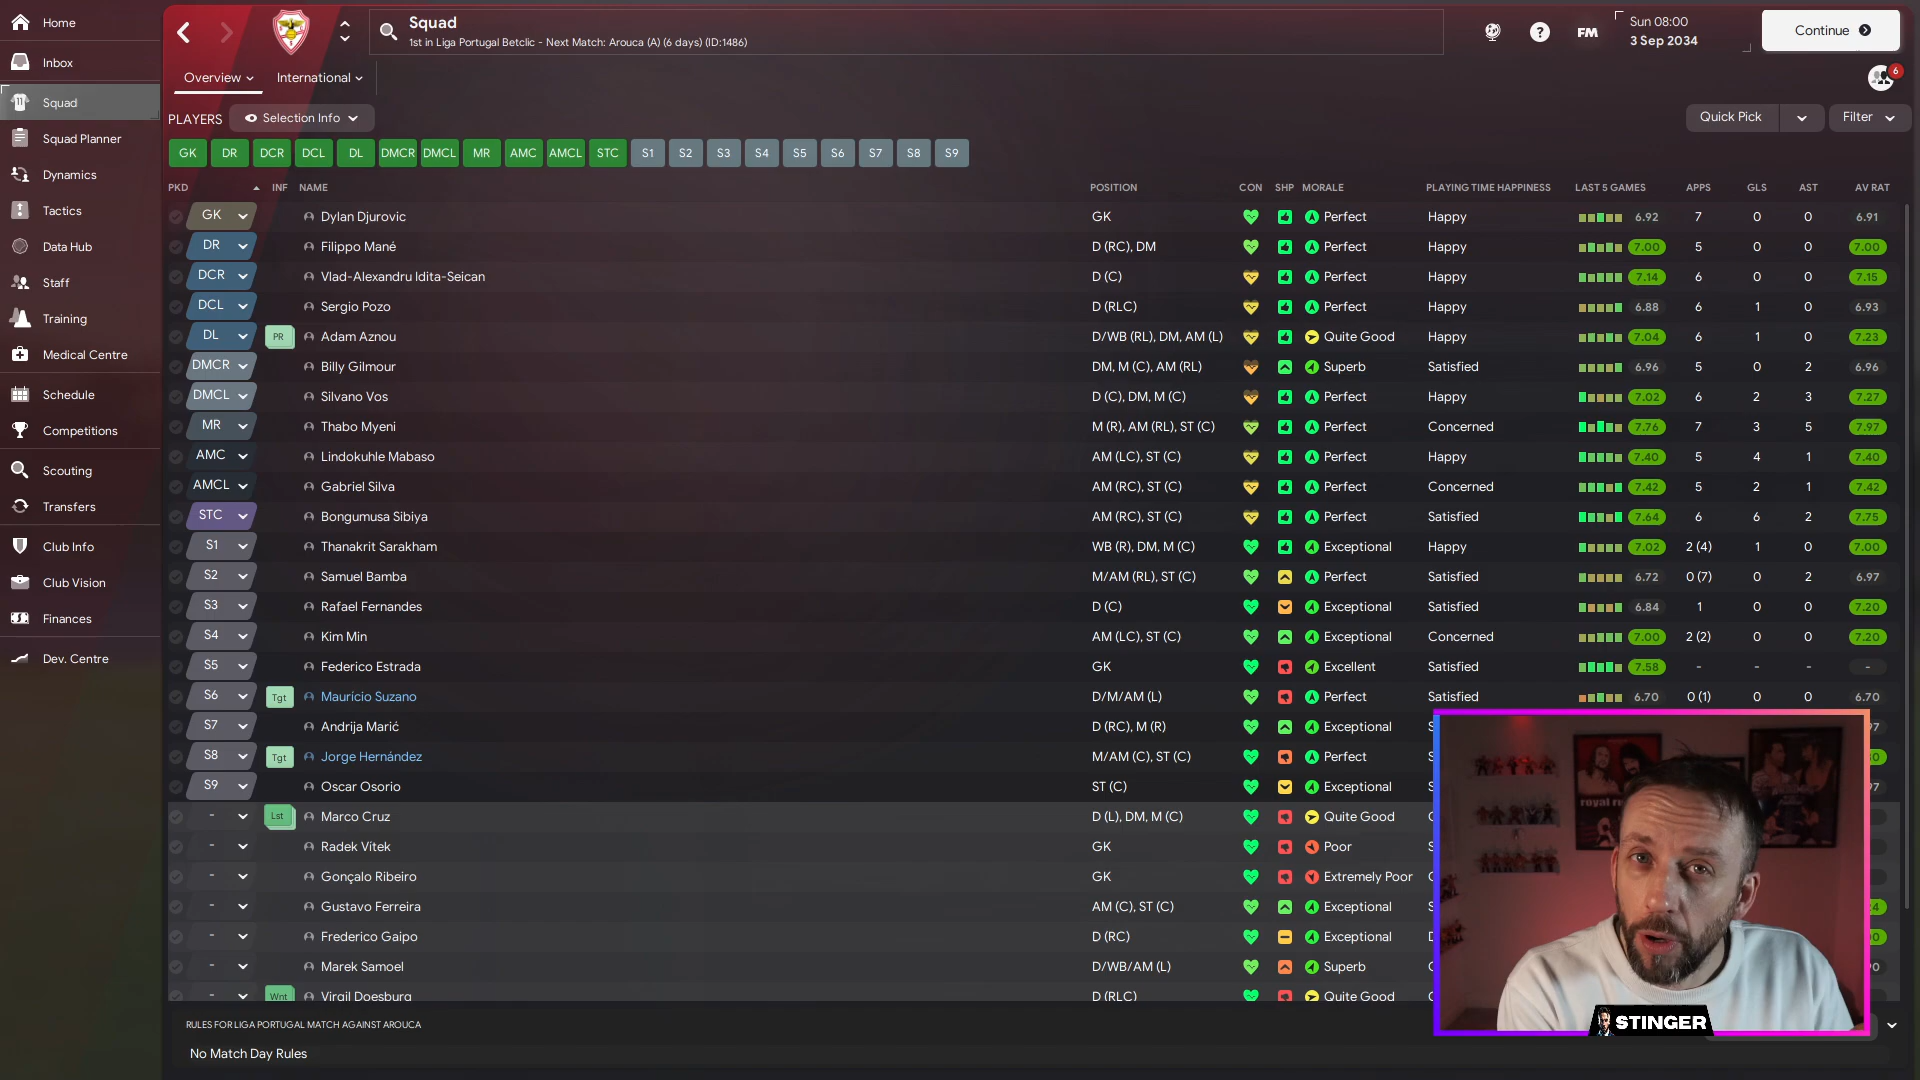 Home
Inbox
Squad
Squad Planner
Dynamics
Tactics
Data Hub
Staff
Training
Medical Centre
Schedule
Competitions
Scouting
Transfers
Club Info
Club Vision
Finances
Dev. Centre
Squad
1st in Liga Portugal Betclic - Next Match: Arouca (A) (6 days) (ID:1486)
FM
Sun 08:00
3 Sep 2034
Continue
Overview International
6
PLAYERS Selection Info
Quick Pick Filter
GK DR DCR DCL DL DMCR DMCL MR AMC AMCL STC S1 S2 S3 S4 S5 S6 S7 S8 S9
PKD INF NAME POSITION CON SHP MORALE PLAYING TIME HAPPINESS LAST 5 GAMES APPS GLS AST AV RAT
GK Dylan Djurovic GK Perfect Happy 6.92 7 0 0 6.91
DR Filippo Mané D (RC), DM Perfect Happy 7.00 5 0 0 7.00
DCR Vlad-Alexandru Idita-Seican D (C) Perfect Happy 7.14 6 0 0 7.15
DCL Sergio Pozo D (RLC) Perfect Happy 6.88 6 1 0 6.93
DL PR Adam Aznou D/WB (RL), DM, AM (L) Quite Good Happy 7.04 6 1 0 7.23
DMCR Billy Gilmour DM, M (C), AM (RL) Superb Satisfied 6.96 5 0 2 6.96
DMCL Silvano Vos D (C), DM, M (C) Perfect Happy 7.02 6 2 3 7.27
MR Thabo Myeni M (R), AM (RL), ST (C) Perfect Concerned 7.76 7 3 5 7.97
AMC Lindokuhle Mabaso AM (LC), ST (C) Perfect Happy 7.40 5 4 1 7.40
AMCL Gabriel Silva AM (RC), ST (C) Perfect Concerned 7.42 5 2 1 7.42
STC Bongumusa Sibiya AM (RC), ST (C) Perfect Satisfied 7.64 6 6 2 7.75
S1 Thanakrit Sarakham WB (R), DM, M (C) Exceptional Happy 7.02 2 (4) 1 0 7.00
S2 Samuel Bamba M/AM (RL), ST (C) Perfect Satisfied 6.72 0 (7) 0 2 6.97
S3 Rafael Fernandes D (C) Exceptional Satisfied 6.84 1 0 0 7.20
S4 Kim Min AM (LC), ST (C) Exceptional Concerned 7.00 2 (2) 0 0 7.20
S5 Federico Estrada GK Excellent Satisfied 7.58 - - - -
S6 Tgt Maurício Suzano D/M/AM (L) Perfect Satisfied 6.70 0 (1) 0 0 6.70
S7 Andrija Marić D (RC), M (R) Exceptional
S8 Tgt Jorge Hernández M/AM (C), ST (C) Perfect
S9 Oscar Osorio ST (C) Exceptional
- Lst Marco Cruz D (L), DM, M (C) Quite Good
- Radek Vítek GK Poor
- Gonçalo Ribeiro GK Extremely Poor
- Gustavo Ferreira AM (C), ST (C) Exceptional
- Frederico Gaipo D (RC) Exceptional
- Marek Samoel D/WB/AM (L) Superb
- Wnt Virgil Doesburg D (RLC) Quite Good
RULES FOR LIGA PORTUGAL MATCH AGAINST AROUCA
No Match Day Rules
STINGER